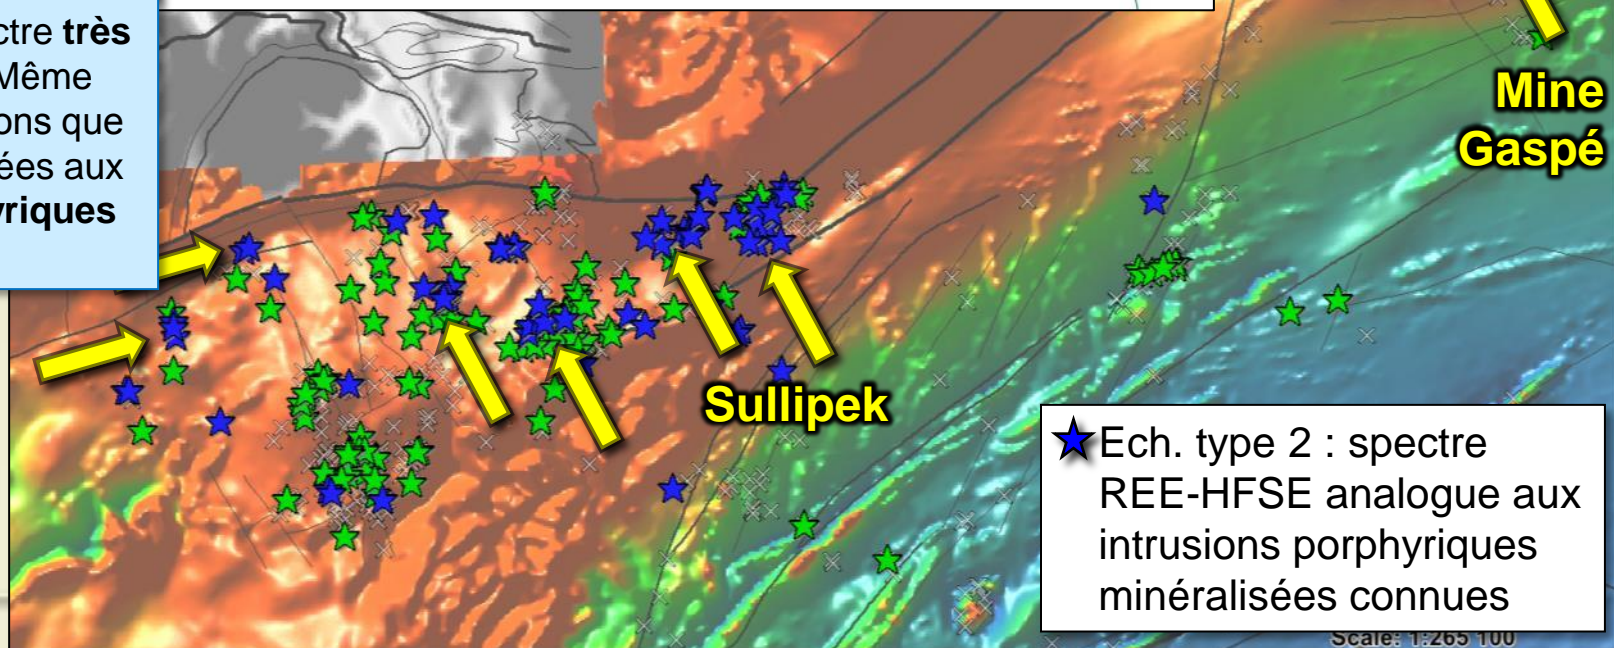 ctre très
Même
ons que
ées aux
yriques
Mine
Gaspé
Sullipek
Ech. type 2 : spectre
REE-HFSE analogue aux
intrusions porphyriques
minéralisées connues
Scale: 1:265 100